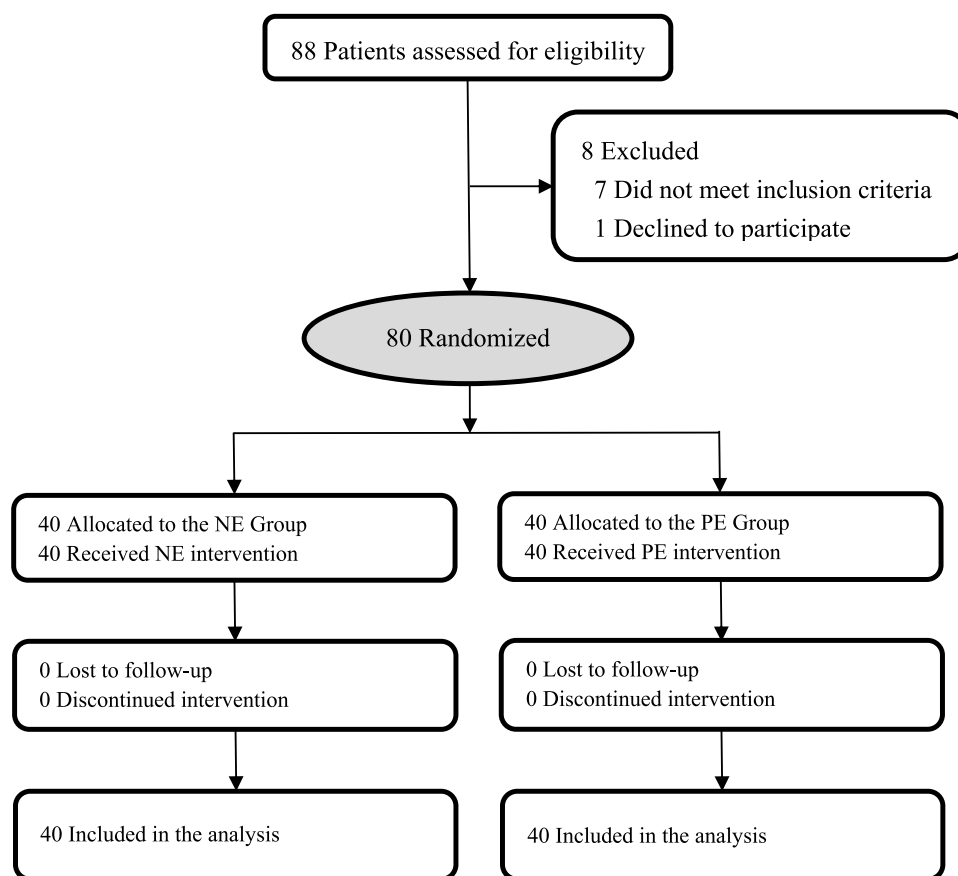 88 Patients assessed for eligibility
8 Excluded
7 Did not meet inclusion criteria
1 Declined to participate
80 Randomized
40 Allocated to the NE Group
40 Received NE intervention
40 Allocated to the PE Group
40 Received PE intervention
0 Lost to follow-up
0 Discontinued intervention
0 Lost to follow-up
0 Discontinued intervention
40 Included in the analysis
40 Included in the analysis